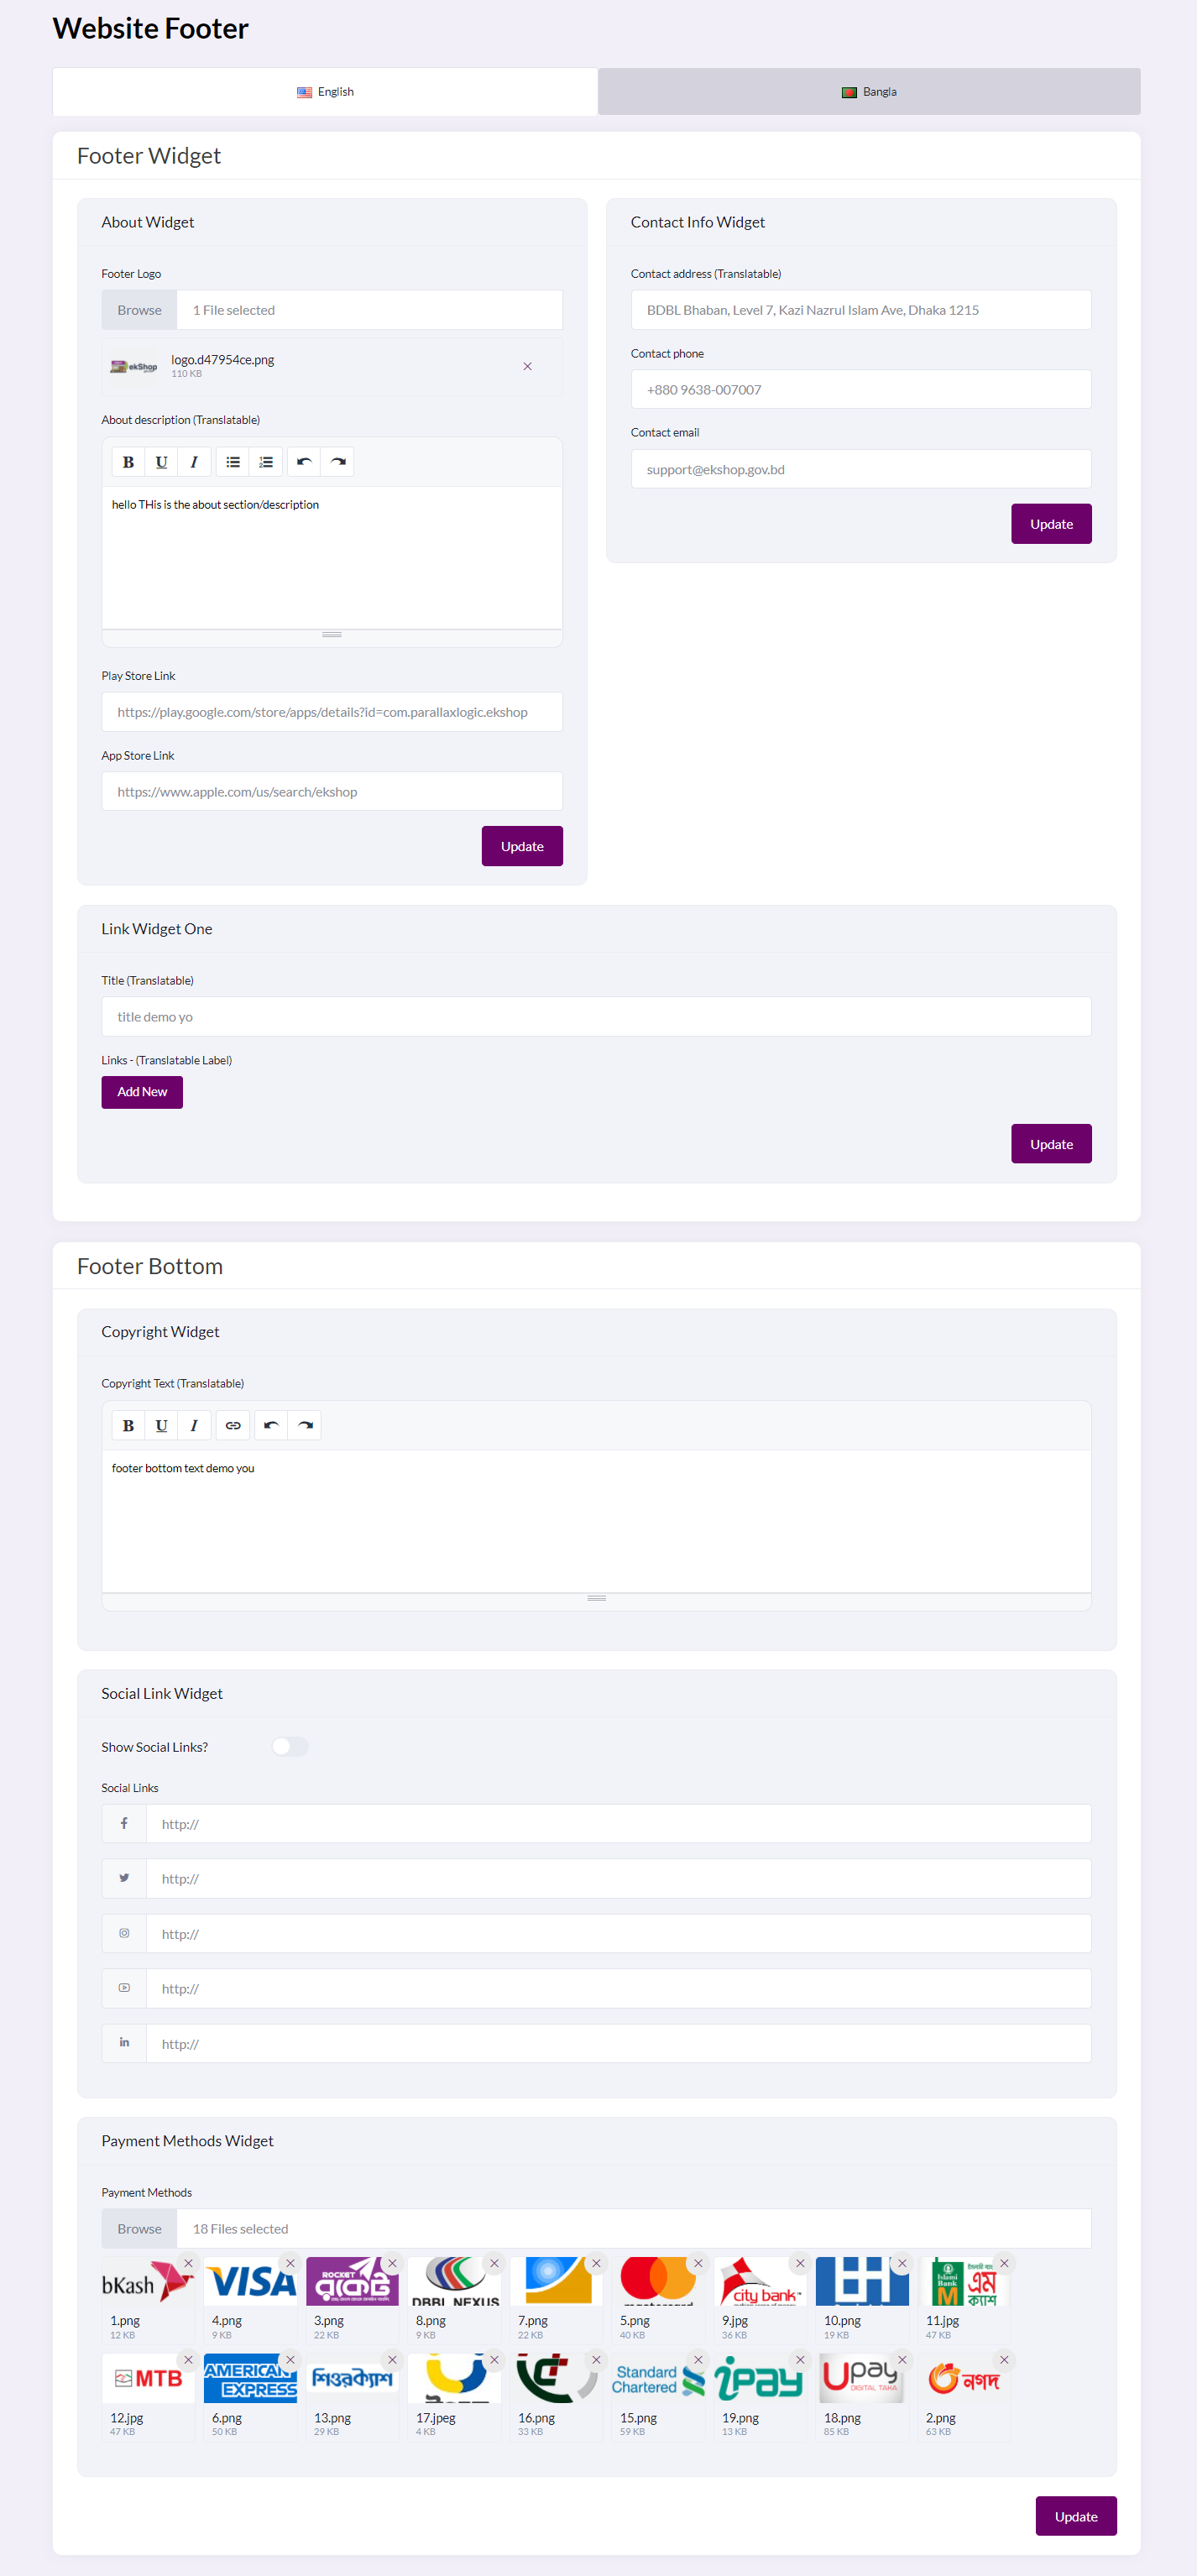 Website Footer
English
Bangla
Footer Widget
About Widget
Footer Logo
Browse
1 File selected
ekShop
logo.d47954ce.png
110 KB
About description (Translatable)
B U I
hello THis is the about section/description
Play Store Link
https://play.google.com/store/apps/details?id=com.parallaxlogic.ekshop
App Store Link
https://www.apple.com/us/search/ekshop
Update
Contact Info Widget
Contact address (Translatable)
BDBL Bhaban, Level 7, Kazi Nazrul Islam Ave, Dhaka 1215
Contact phone
+880 9638-007007
Contact email
support@ekshop.gov.bd
Update
Link Widget One
Title (Translatable)
title demo yo
Links - (Translatable Label)
Add New
Update
Footer Bottom
Copyright Widget
Copyright Text (Translatable)
B U I
footer bottom text demo you
Social Link Widget
Show Social Links?
Social Links
http://
http://
http://
http://
http://
Payment Methods Widget
Payment Methods
Browse
18 Files selected
bKash
VISA
ROCKET
রকেট
DBBL NEXUS
mastercard
city bank
ইসলামী
Islami
Bank
M
এম
ক্যাশ
1.png
12 KB
4.png
9 KB
3.png
22 KB
8.png
9 KB
7.png
22 KB
5.png
40 KB
9.jpg
36 KB
10.png
19 KB
11.jpg
47 KB
MTB
AMERICAN
EXPRESS
শিওরক্যাশ
Standard
Chartered
iPay
Upay
DIGITAL TAKA
নগদ
12.jpg
47 KB
6.png
50 KB
13.png
29 KB
17.jpeg
4 KB
16.png
33 KB
15.png
59 KB
19.png
13 KB
18.png
85 KB
2.png
63 KB
Update